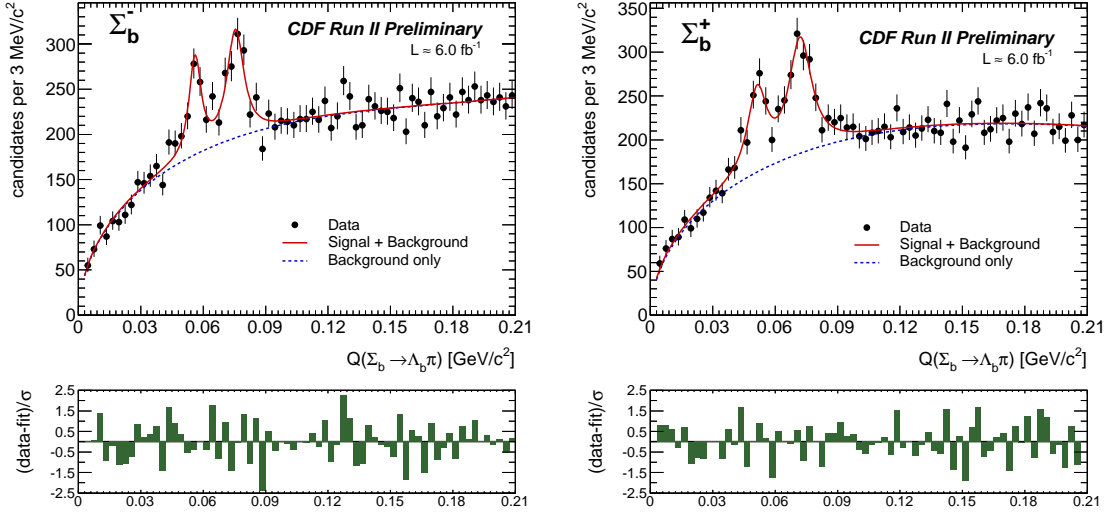 Σb-
CDF Run II Preliminary
L ≈ 6.0 fb-1
candidates per 3 MeV/c2
300
250
200
150
100
50
0
Data
Signal + Background
Background only
0 0.03 0.06 0.09 0.12 0.15 0.18 0.21
Q(Σb → Λbπ) [GeV/c2]
(data-fit)/σ
2.5
1.5
0.5
-0.5
-1.5
-2.5
0 0.03 0.06 0.09 0.12 0.15 0.18 0.21
Σb+
CDF Run II Preliminary
L ≈ 6.0 fb-1
candidates per 3 MeV/c2
350
300
250
200
150
100
50
0
Data
Signal + Background
Background only
0 0.03 0.06 0.09 0.12 0.15 0.18 0.21
Q(Σb → Λbπ) [GeV/c2]
(data-fit)/σ
2.5
1.5
0.5
-0.5
-1.5
-2.5
0 0.03 0.06 0.09 0.12 0.15 0.18 0.21